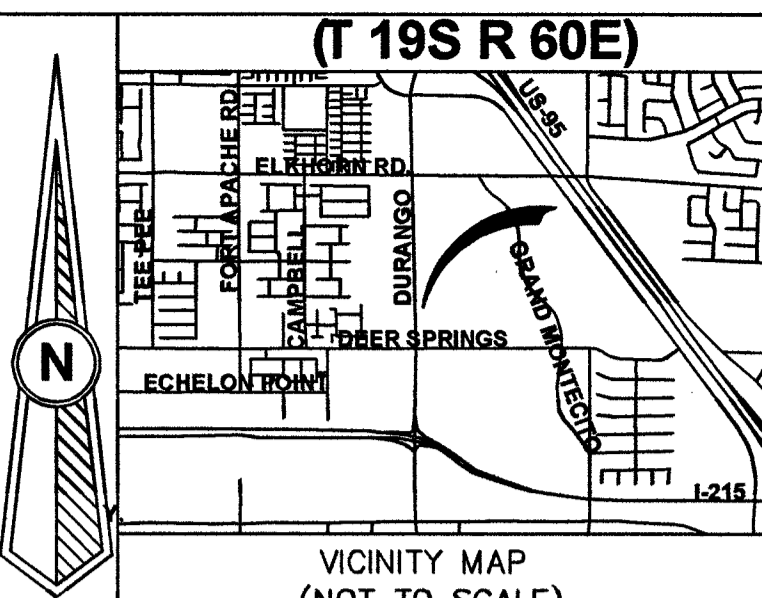 (T 19S R 60E)
US-95
FORT APACHE RD.
ELKHORN RD.
TEE PEE
CAMPBELL
DURANGO
GRAND MONTECITO
DEER SPRINGS
N
ECHELON POINT
I-215
VICINITY MAP
(NOT TO SCALE)